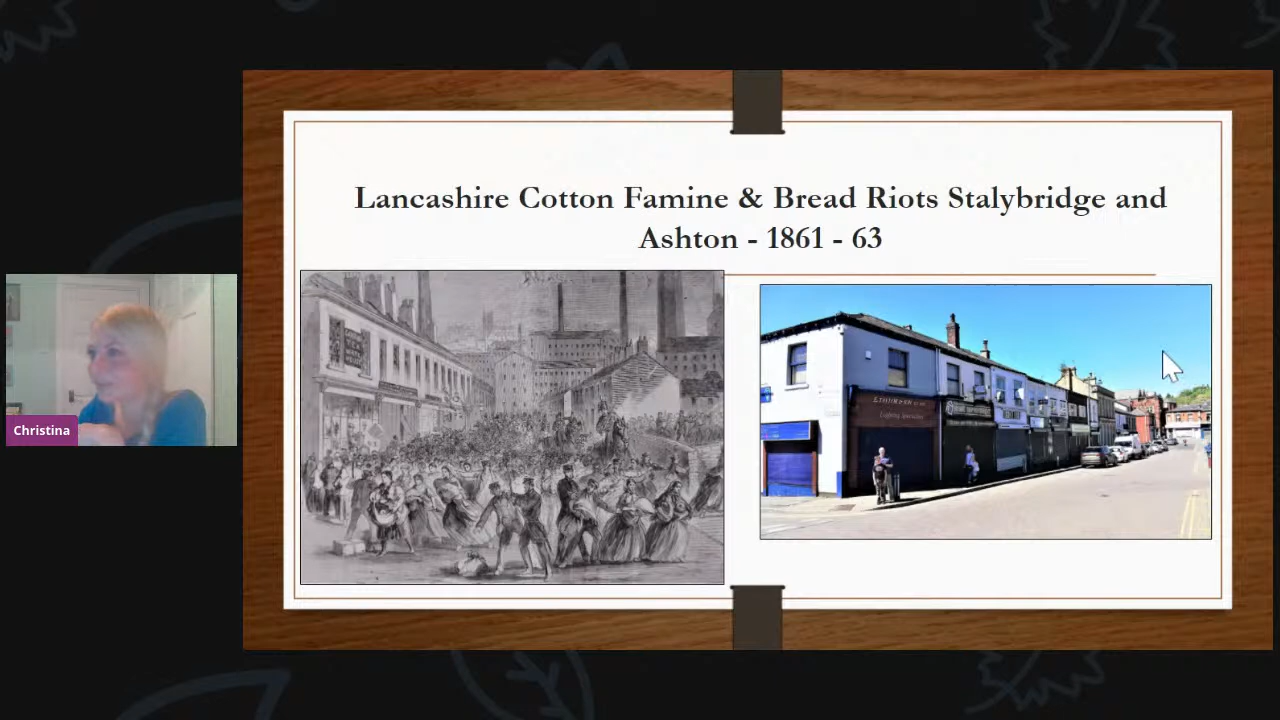 Lancashire Cotton Famine & Bread Riots Stalybridge and
Ashton - 1861 - 63
Christina